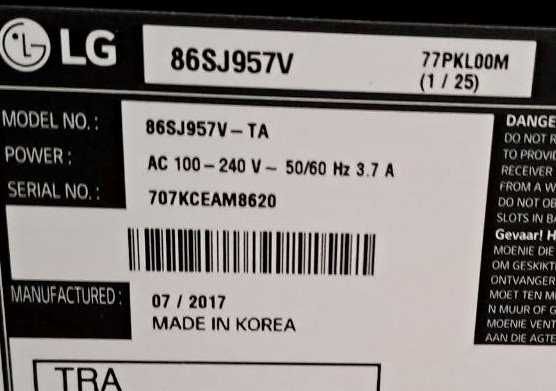 LG
86SJ957V
77PKL00M
(1 / 25)
MODEL NO.: 86SJ957V-TA
POWER: AC 100-240 V~ 50/60 Hz 3.7 A
SERIAL NO.: 707KCEAM8620
MANUFACTURED: 07 / 2017
MADE IN KOREA
TRA
DANGE
DO NOT R
TO PROVI
RECEIVER
FROM A W
DO NOT OB
SLOTS IN BA
Gevaar! H
MOENIE DIE
OM GESKIKT
ONTVANGER
MOET TEN M
N MUUR OF G
MOENIE VENT
AAN DIE AGTE